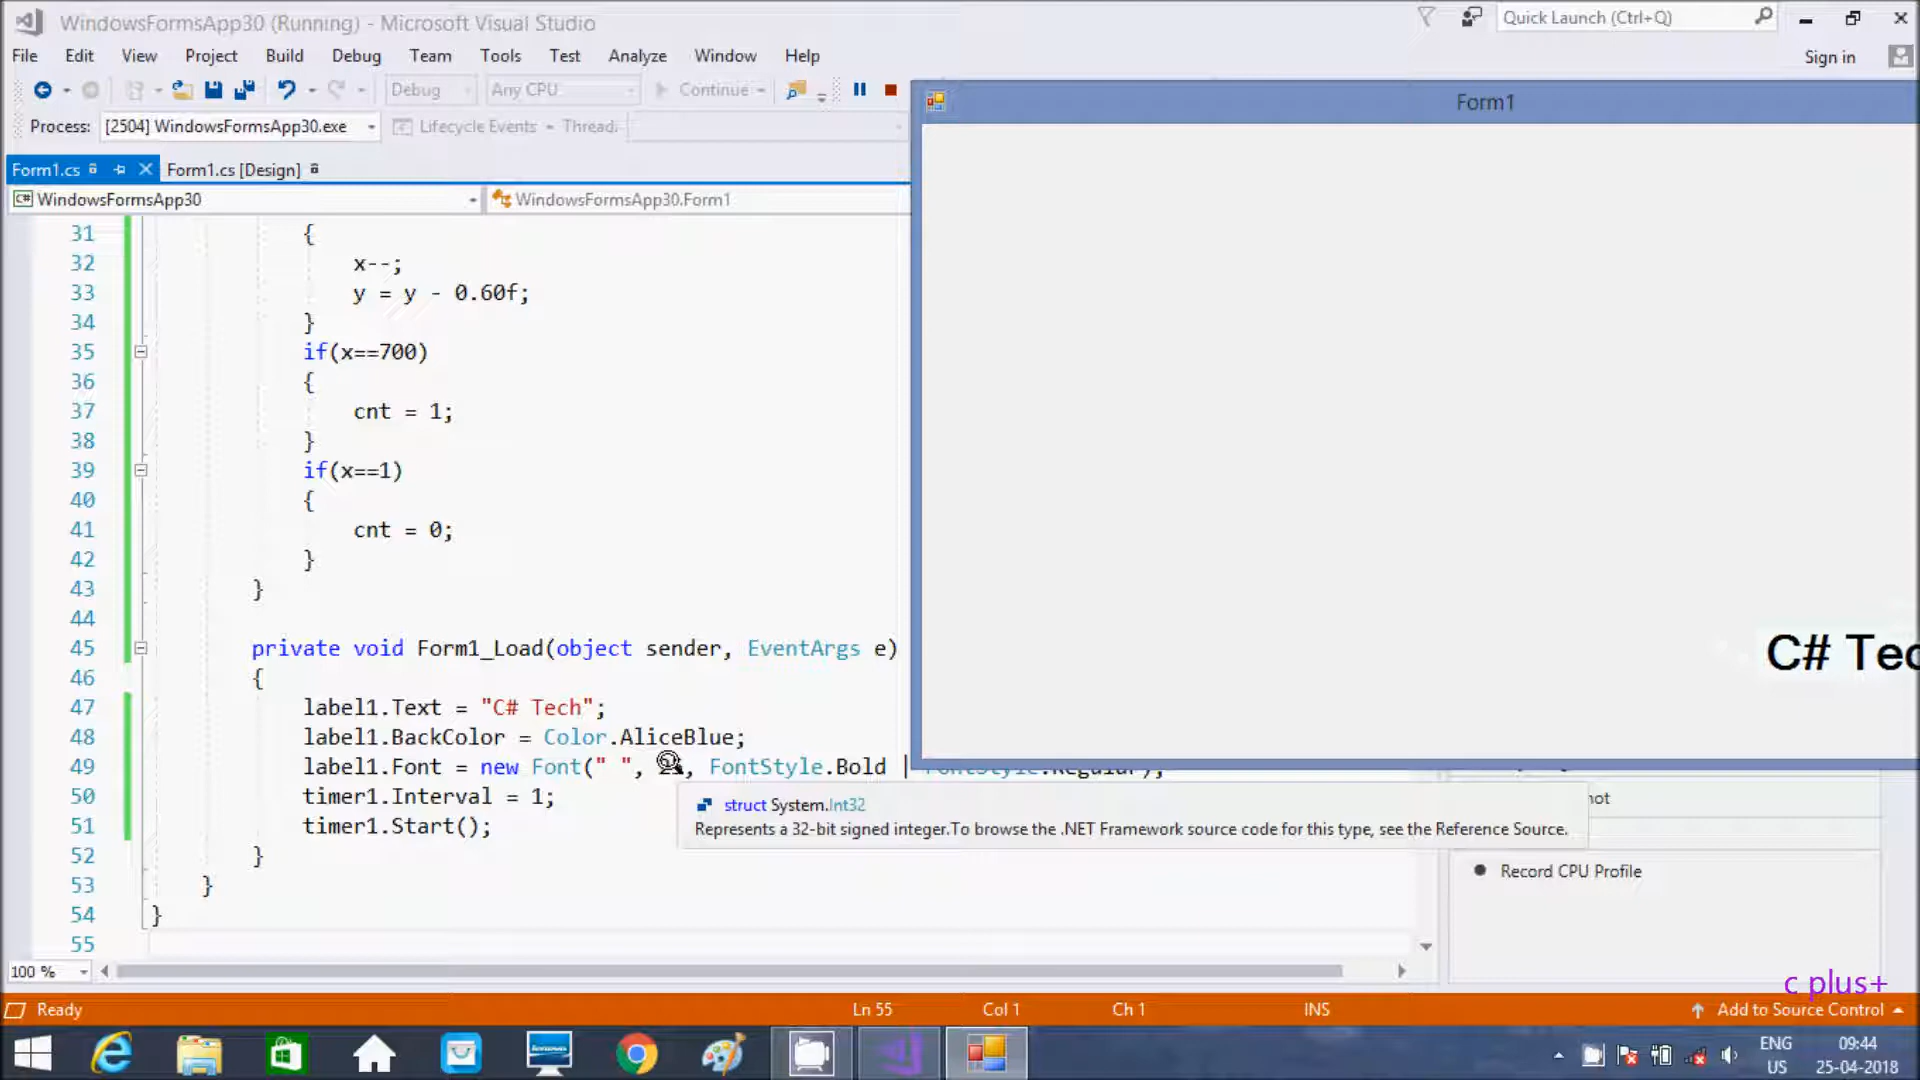 WindowsFormsApp30 (Running) - Microsoft Visual Studio
Quick Launch (Ctrl+Q)
File Edit View Project Build Debug Team Tools Test Analyze Window Help
Sign in
Debug Any CPU Continue
Process: [2504] WindowsFormsApp30.exe Lifecycle Events Thread:
Form1.cs Form1.cs [Design]
WindowsFormsApp30 WindowsFormsApp30.Form1
Form1
31 {
32 x--;
33 y = y - 0.60f;
34 }
35 if(x==700)
36 {
37 cnt = 1;
38 }
39 if(x==1)
40 {
41 cnt = 0;
42 }
43 }
44
45 private void Form1_Load(object sender, EventArgs e)
46 {
47 label1.Text = "C# Tech";
48 label1.BackColor = Color.AliceBlue;
49 label1.Font = new Font(" ", , FontStyle.Bold | FontStyle.Regular);
50 timer1.Interval = 1;
51 timer1.Start();
52 }
53 }
54 }
55
C# Tec
struct System.Int32
Represents a 32-bit signed integer.To browse the .NET Framework source code for this type, see the Reference Source.
Record CPU Profile
100 %
c plus+
Ready Ln 55 Col 1 Ch 1 INS Add to Source Control
ENG
US
09:44
25-04-2018